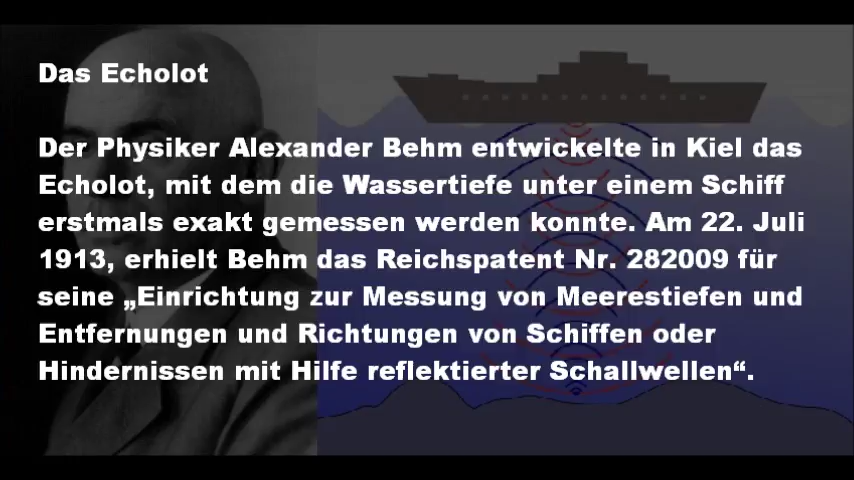 Das Echolot
Der Physiker Alexander Behm entwickelte in Kiel das
Echolot, mit dem die Wassertiefe unter einem Schiff
erstmals exakt gemessen werden konnte. Am 22. Juli
1913, erhielt Behm das Reichspatent Nr. 282009 für
seine „Einrichtung zur Messung von Meerestiefen und
Entfernungen und Richtungen von Schiffen oder
Hindernissen mit Hilfe reflektierter Schallwellen“.